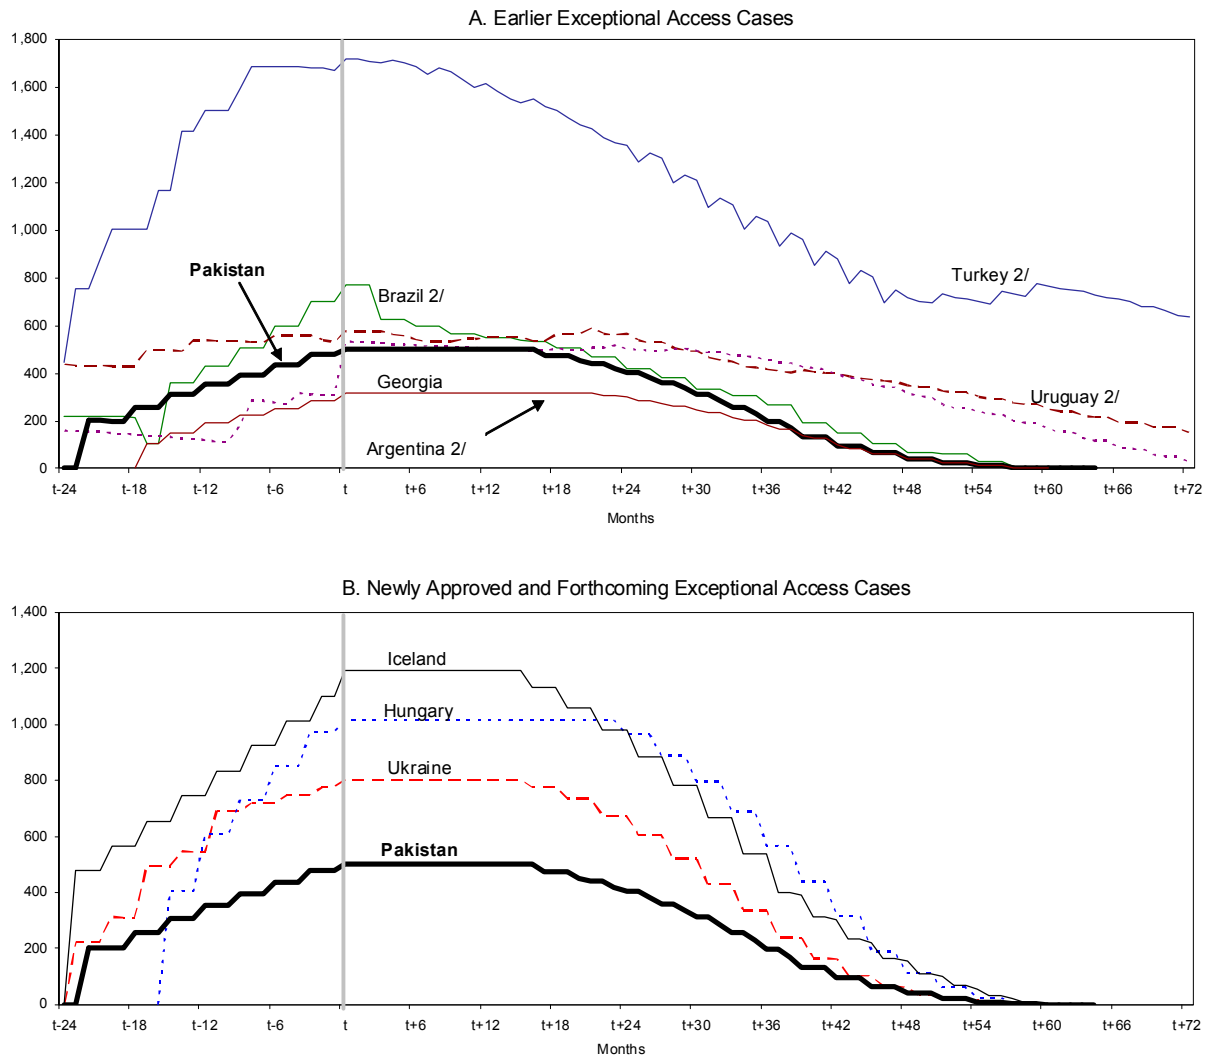 A. Earlier Exceptional Access Cases
1,800
1,600
1,400
1,200
1,000
800
600
400
200
0
Pakistan
Brazil 2/
Turkey 2/
Georgia
Argentina 2/
Uruguay 2/
t-24 t-18 t-12 t-6 t t+6 t+12 t+18 t+24 t+30 t+36 t+42 t+48 t+54 t+60 t+66 t+72
Months
B. Newly Approved and Forthcoming Exceptional Access Cases
1,400
1,200
1,000
800
600
400
200
0
Iceland
Hungary
Ukraine
Pakistan
t-24 t-18 t-12 t-6 t t+6 t+12 t+18 t+24 t+30 t+36 t+42 t+48 t+54 t+60 t+66 t+72
Months